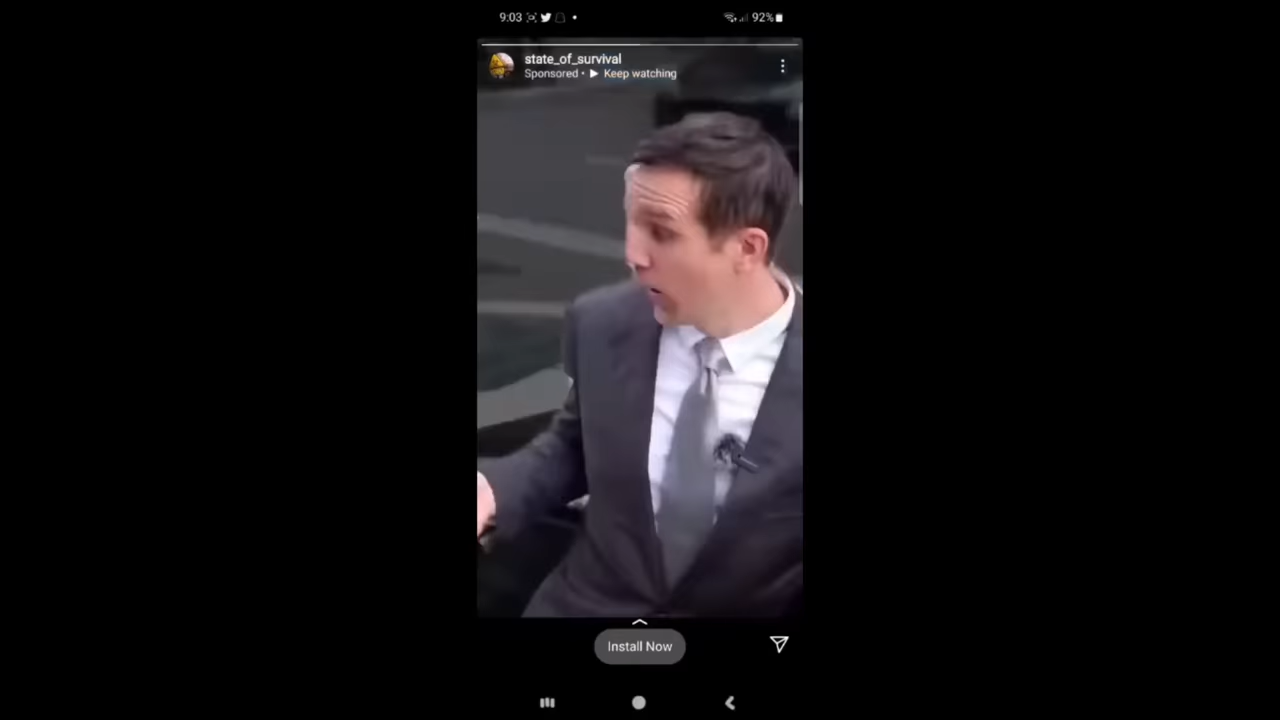 9:03
92%
state_of_survival
Sponsored • Keep watching
Install Now